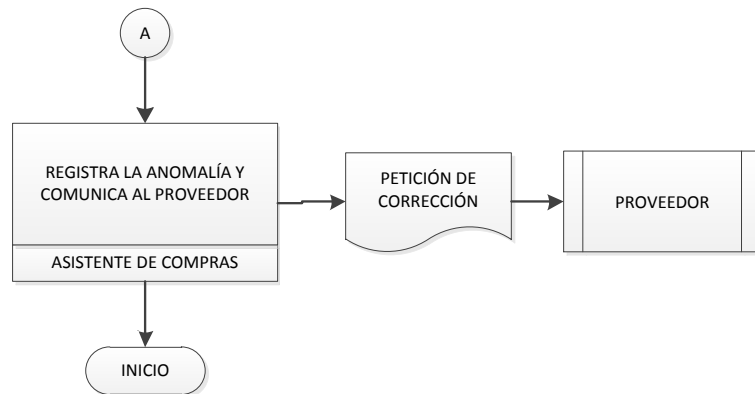 A
REGISTRA LA ANOMALÍA Y
COMUNICA AL PROVEEDOR
ASISTENTE DE COMPRAS
PETICIÓN DE
CORRECCIÓN
PROVEEDOR
INICIO